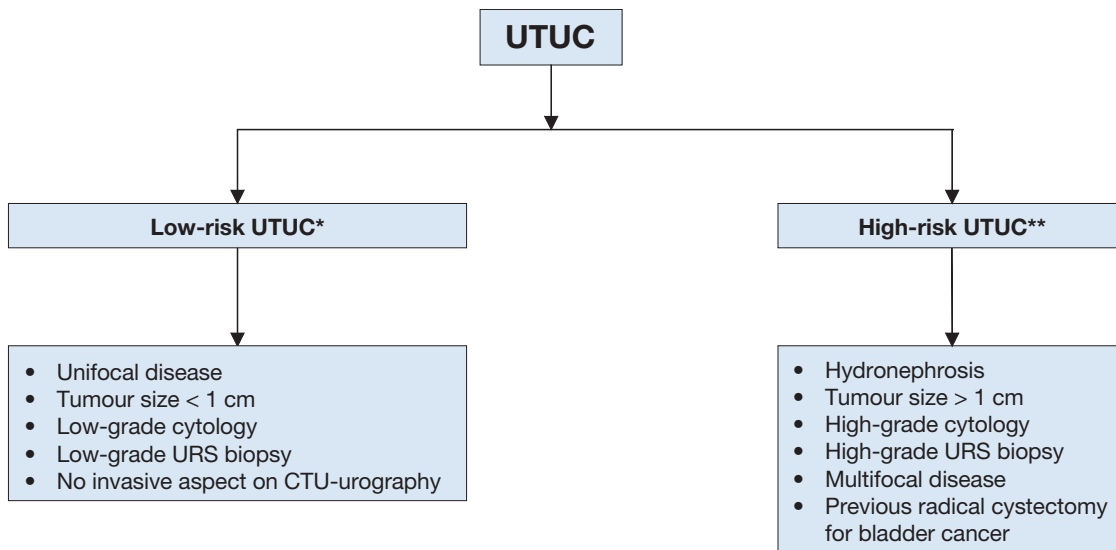 UTUC
Low-risk UTUC*
High-risk UTUC**
• Unifocal disease
• Tumour size < 1 cm
• Low-grade cytology
• Low-grade URS biopsy
• No invasive aspect on CTU-urography
• Hydronephrosis
• Tumour size > 1 cm
• High-grade cytology
• High-grade URS biopsy
• Multifocal disease
• Previous radical cystectomy
for bladder cancer